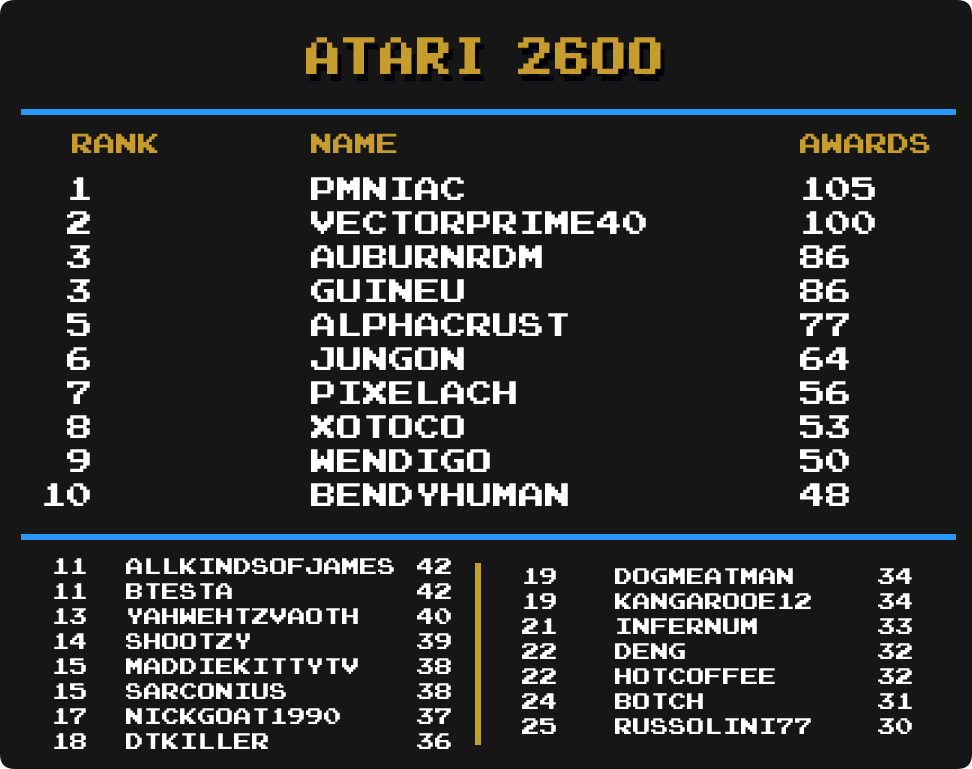 ATARI 2600
RANK NAME AWARDS
1 PMNIAC 105
2 VECTORPRIME40 100
3 AUBURNRDM 86
3 GUINEU 86
5 ALPHACRUST 77
6 JUNGON 64
7 PIXELACH 56
8 XOTOCO 53
9 WENDIGO 50
10 BENDYHUMAN 48
11 ALLKINDSOFJAMES 42
11 BTESTA 42
13 YAHWEHTZVAOTH 40
14 SHOOTZY 39
15 MADDIEKITTYTV 38
15 SARCONIUS 38
17 NICKGOAT1990 37
18 DTKILLER 36
19 DOGMEATMAN 34
19 KANGAROOE12 34
21 INFERNUM 33
22 DENG 32
22 HOTCOFFEE 32
24 BOTCH 31
25 RUSSOLINI77 30